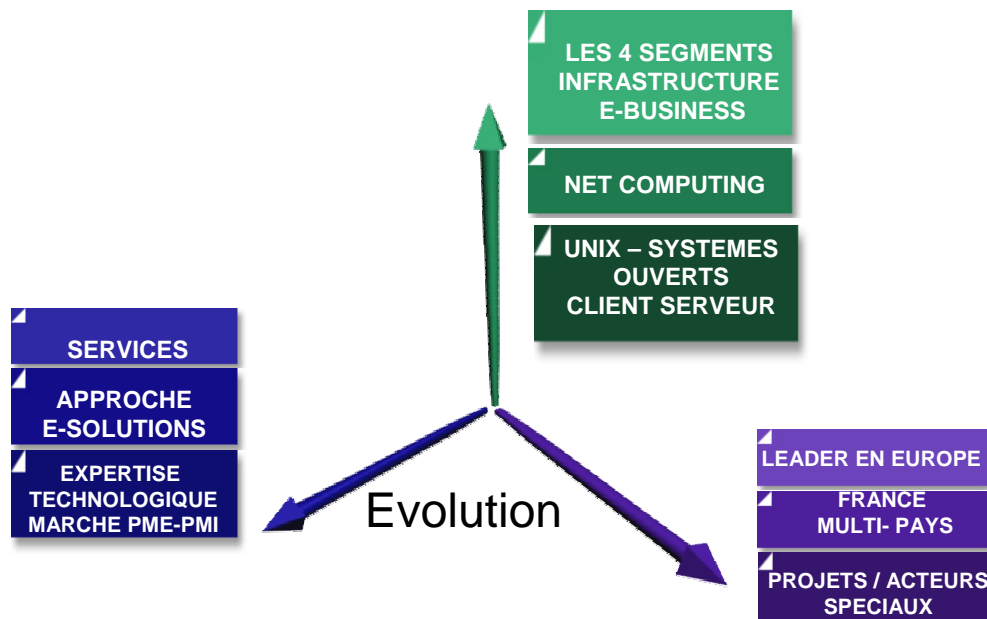 LES 4 SEGMENTS
INFRASTRUCTURE
E-BUSINESS
NET COMPUTING
UNIX – SYSTEMES
OUVERTS
CLIENT SERVEUR
SERVICES
APPROCHE
E-SOLUTIONS
EXPERTISE
TECHNOLOGIQUE
MARCHE PME-PMI
Evolution
LEADER EN EUROPE
FRANCE
MULTI- PAYS
PROJETS / ACTEURS
SPECIAUX